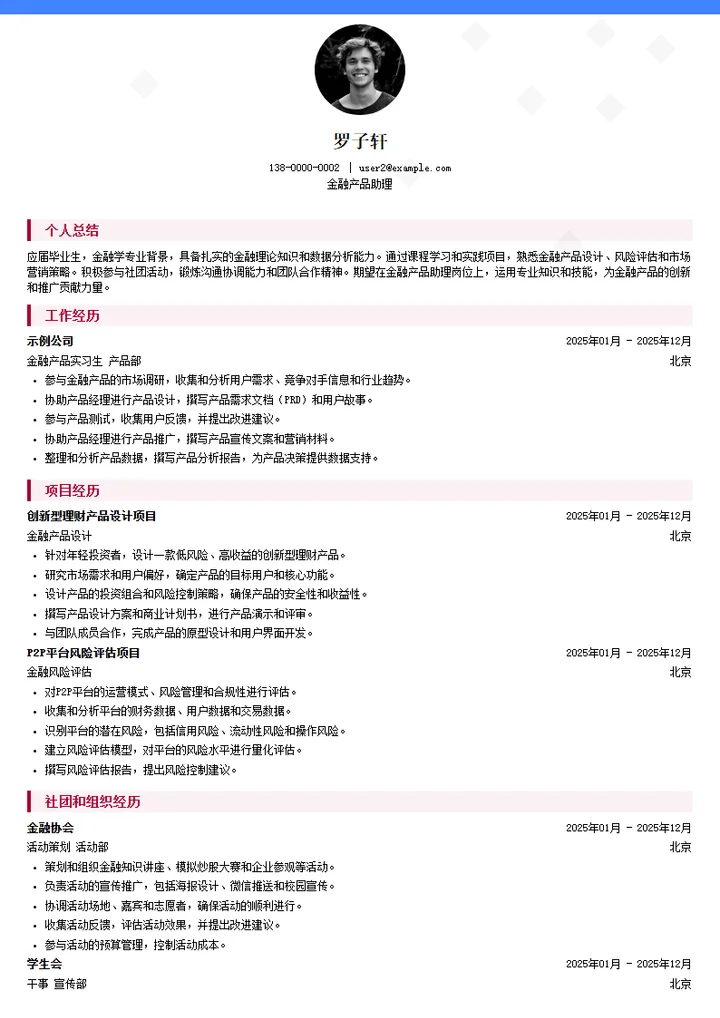 罗子轩
138-0000-0002 | user2@example.com
金融产品助理
个人总结
应届毕业生，金融学专业背景，具备扎实的金融理论知识和数据分析能力。通过课程学习和实践项目，熟悉金融产品设计、风险评估和市场
营销策略。积极参与社团活动，锻炼沟通协调能力和团队合作精神。期望在金融产品助理岗位上，运用专业知识和技能，为金融产品的创新
和推广贡献力量。
工作经历
示例公司 2025年01月 - 2025年12月
金融产品实习生 产品部 北京
• 参与金融产品的市场调研，收集和分析用户需求、竞争对手信息和行业趋势。
• 协助产品经理进行产品设计，撰写产品需求文档（PRD）和用户故事。
• 参与产品测试，收集用户反馈，并提出改进建议。
• 协助产品经理进行产品推广，撰写产品宣传文案和营销材料。
• 整理和分析产品数据，撰写产品分析报告，为产品决策提供数据支持。
项目经历
创新型理财产品设计项目 2025年01月 - 2025年12月
金融产品设计 北京
• 针对年轻投资者，设计一款低风险、高收益的创新型理财产品。
• 研究市场需求和用户偏好，确定产品的目标用户和核心功能。
• 设计产品的投资组合和风险控制策略，确保产品的安全性和收益性。
• 撰写产品设计方案和商业计划书，进行产品演示和评审。
• 与团队成员合作，完成产品的原型设计和用户界面开发。
P2P平台风险评估项目 2025年01月 - 2025年12月
金融风险评估 北京
• 对P2P平台的运营模式、风险管理和合规性进行评估。
• 收集和分析平台的财务数据、用户数据和交易数据。
• 识别平台的潜在风险，包括信用风险、流动性风险和操作风险。
• 建立风险评估模型，对平台的风险水平进行量化评估。
• 撰写风险评估报告，提出风险控制建议。
社团和组织经历
金融协会 2025年01月 - 2025年12月
活动策划 活动部 北京
• 策划和组织金融知识讲座、模拟炒股大赛和企业参观等活动。
• 负责活动的宣传推广，包括海报设计、微信推送和校园宣传。
• 协调活动场地、嘉宾和志愿者，确保活动的顺利进行。
• 收集活动反馈，评估活动效果，并提出改进建议。
• 参与活动的预算管理，控制活动成本。
学生会 2025年01月 - 2025年12月
干事 宣传部 北京